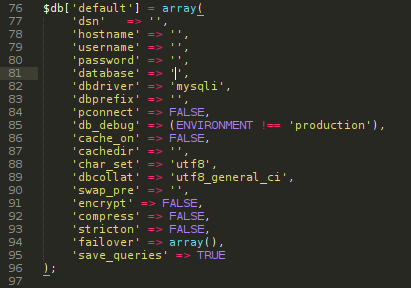 76 $db['default'] = array(
77     'dsn'   => '',
78     'hostname' => '',
79     'username' => '',
80     'password' => '',
81     'database' => '',
82     'dbdriver' => 'mysqli',
83     'dbprefix' => '',
84     'pconnect' => FALSE,
85     'db_debug' => (ENVIRONMENT !== 'production'),
86     'cache_on' => FALSE,
87     'cachedir' => '',
88     'char_set' => 'utf8',
89     'dbcollat' => 'utf8_general_ci',
90     'swap_pre' => '',
91     'encrypt' => FALSE,
92     'compress' => FALSE,
93     'stricton' => FALSE,
94     'failover' => array(),
95     'save_queries' => TRUE
96 );
97